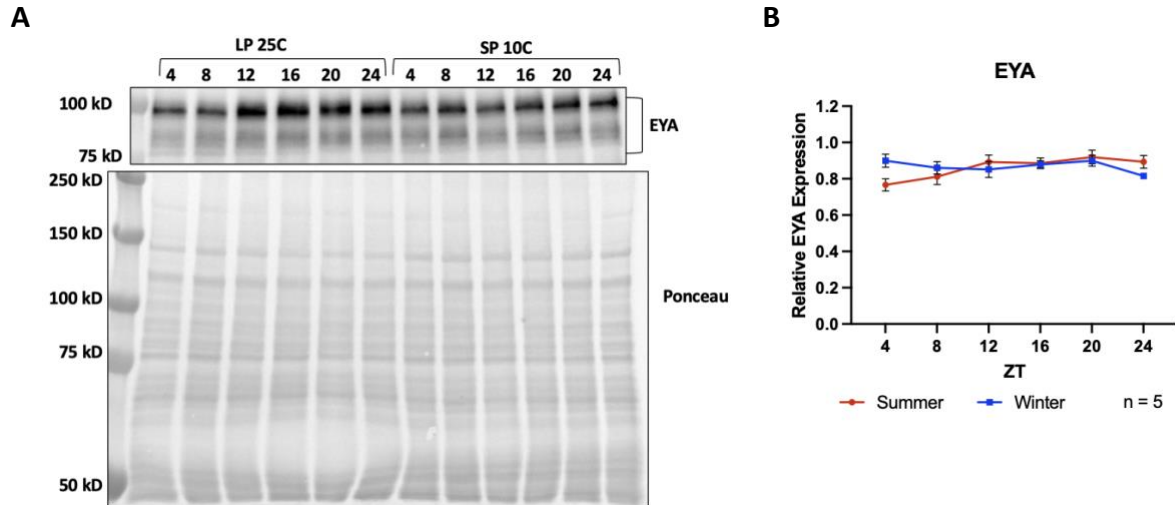 A
LP 25C SP 10C
4 8 12 16 20 24 4 8 12 16 20 24
100 kD
75 kD
EYA
250 kD
150 kD
100 kD
75 kD
50 kD
Ponceau
B
EYA
Relative EYA Expression
1.2
1.0
0.8
0.6
0.4
0.2
0.0
4 8 12 16 20 24
ZT
Summer Winter n = 5